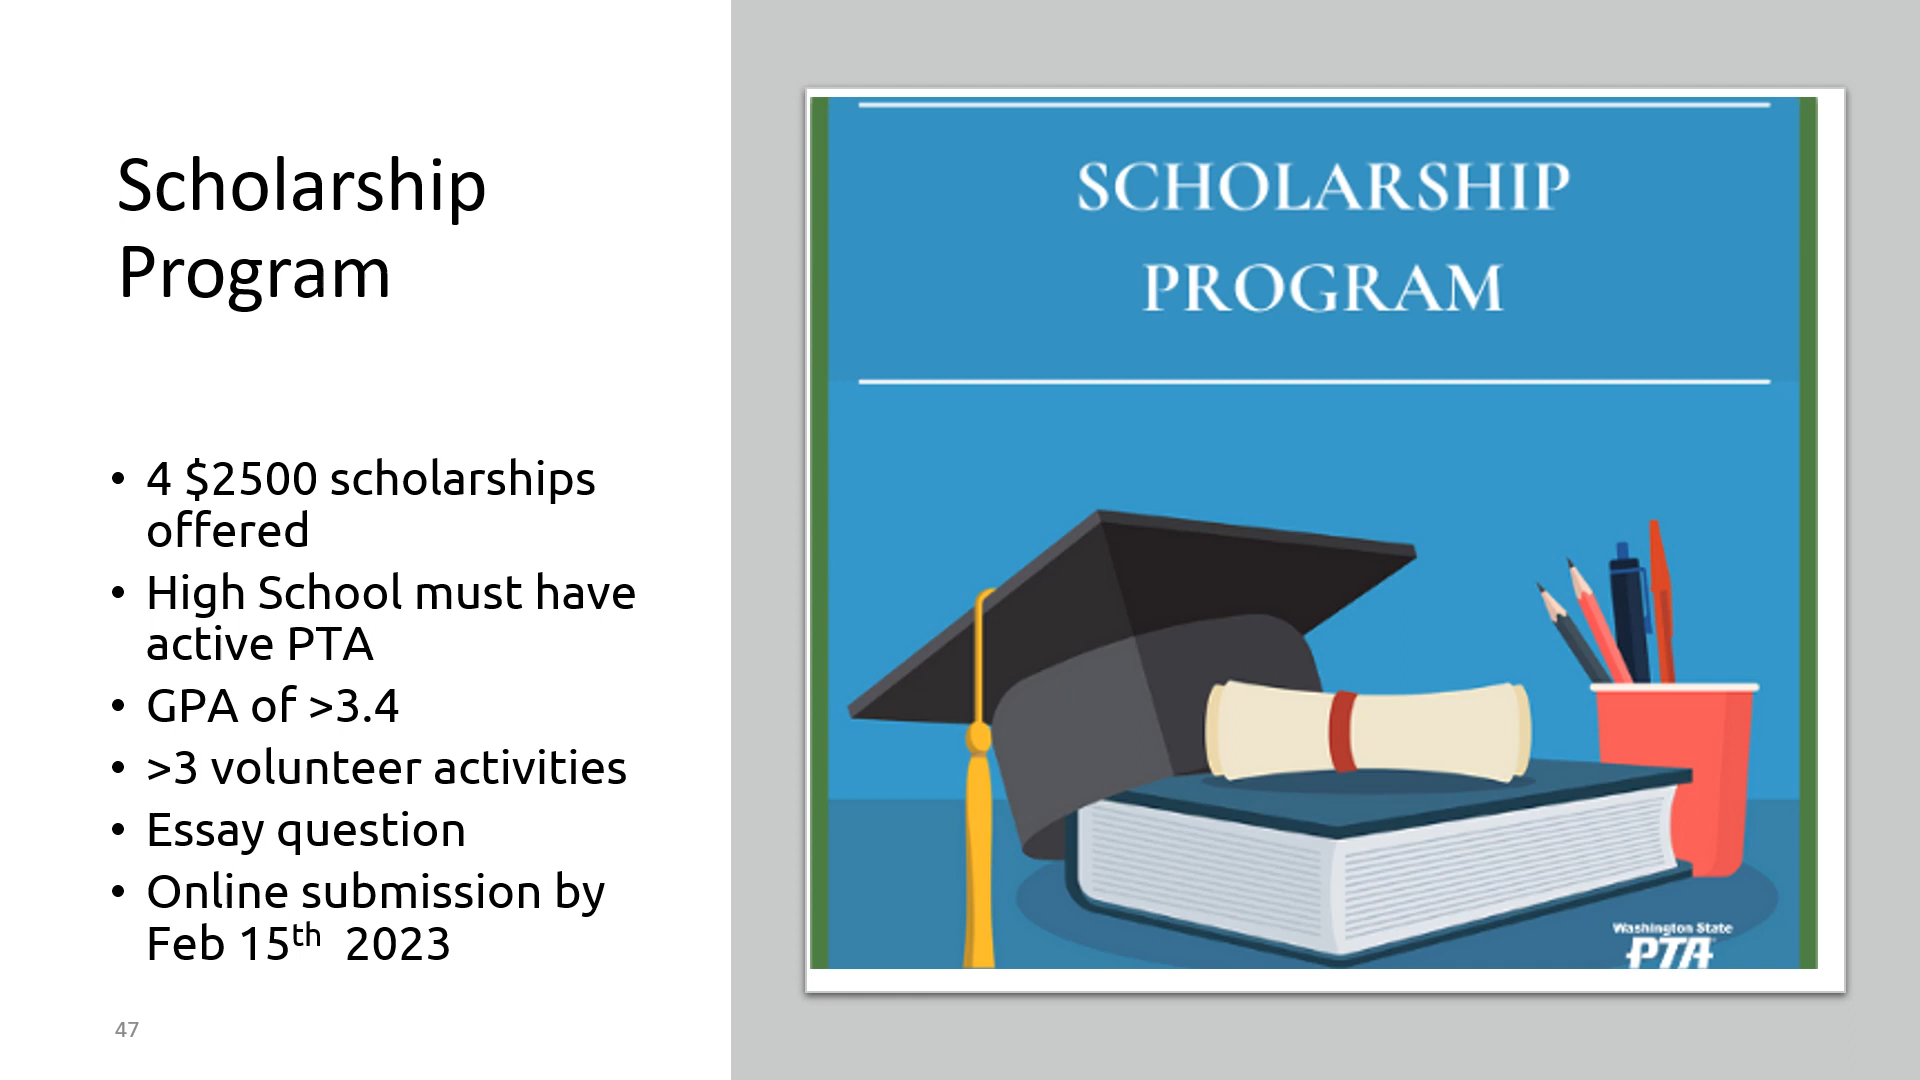 Scholarship
Program
• 4 $2500 scholarships
offered
• High School must have
active PTA
• GPA of >3.4
• >3 volunteer activities
• Essay question
• Online submission by
Feb 15th  2023
47
SCHOLARSHIP
PROGRAM
Washington State
PTA